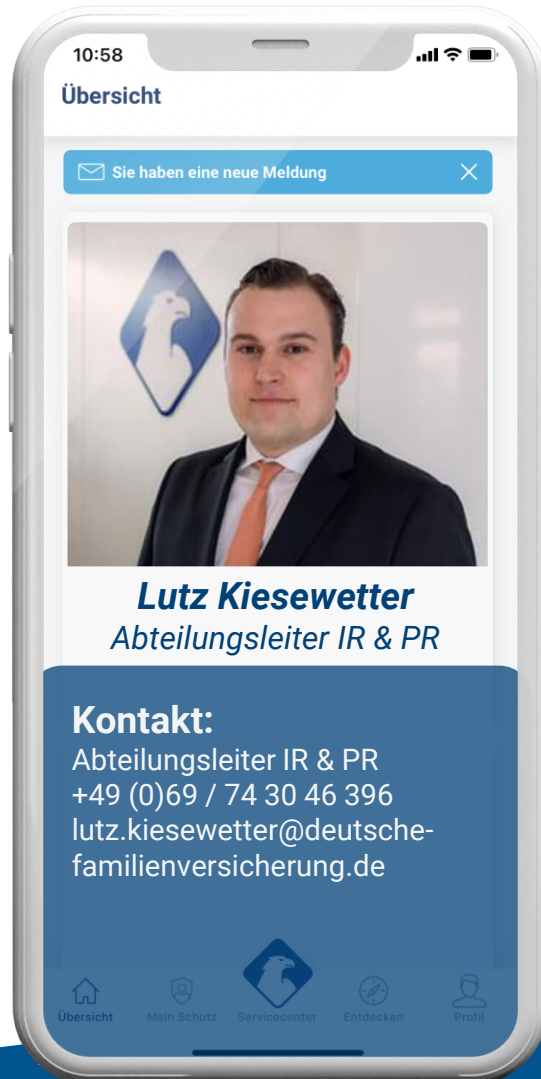 10:58
Übersicht
Sie haben eine neue Meldung
Lutz Kiesewetter
Abteilungsleiter IR & PR
Kontakt:
Abteilungsleiter IR & PR
+49 (0)69 / 74 30 46 396
lutz.kiesewetter@deutsche-
familienversicherung.de
Übersicht Mein Schutz Servicecenter Entdecken Profil